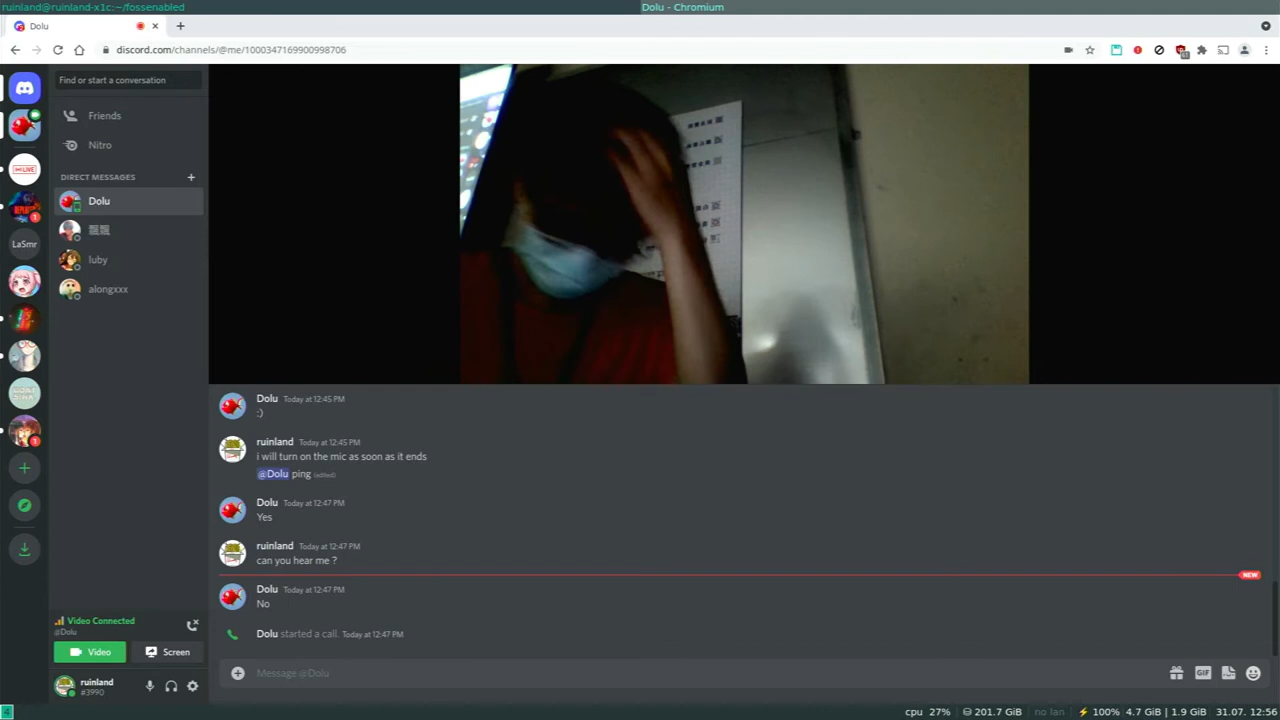 ruinland@ruinland-x1c:~/fossenabled
Dolu - Chromium
Dolu
discord.com/channels/@me/1000347169900998706
Find or start a conversation
Friends
Nitro
DIRECT MESSAGES
Dolu
luby
alongxxx
LIVE
1
LaSmr
1
Dolu Today at 12:45 PM
:)
ruinland Today at 12:45 PM
i will turn on the mic as soon as it ends
@Dolu ping (edited)
Dolu Today at 12:47 PM
Yes
ruinland Today at 12:47 PM
can you hear me ?
NEW
Dolu Today at 12:47 PM
No
Dolu started a call. Today at 12:47 PM
Message @Dolu
GIF
Video Connected
@Dolu
Video
Screen
ruinland
#3990
4
cpu 27%
201.7 GiB
no lan
100%
4.7 GiB | 1.9 GiB
31.07. 12:56